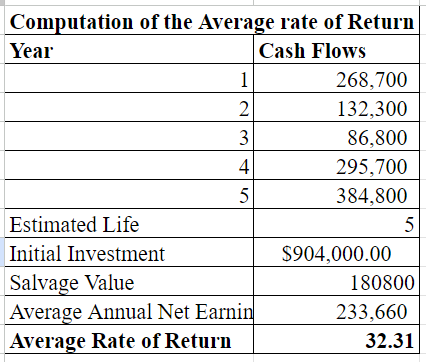 Computation of the Average rate of Return
Year Cash Flows
1 268,700
2 132,300
3 86,800
4 295,700
5 384,800
Estimated Life 5
Initial Investment $904,000.00
Salvage Value 180800
Average Annual Net Earnin 233,660
Average Rate of Return 32.31